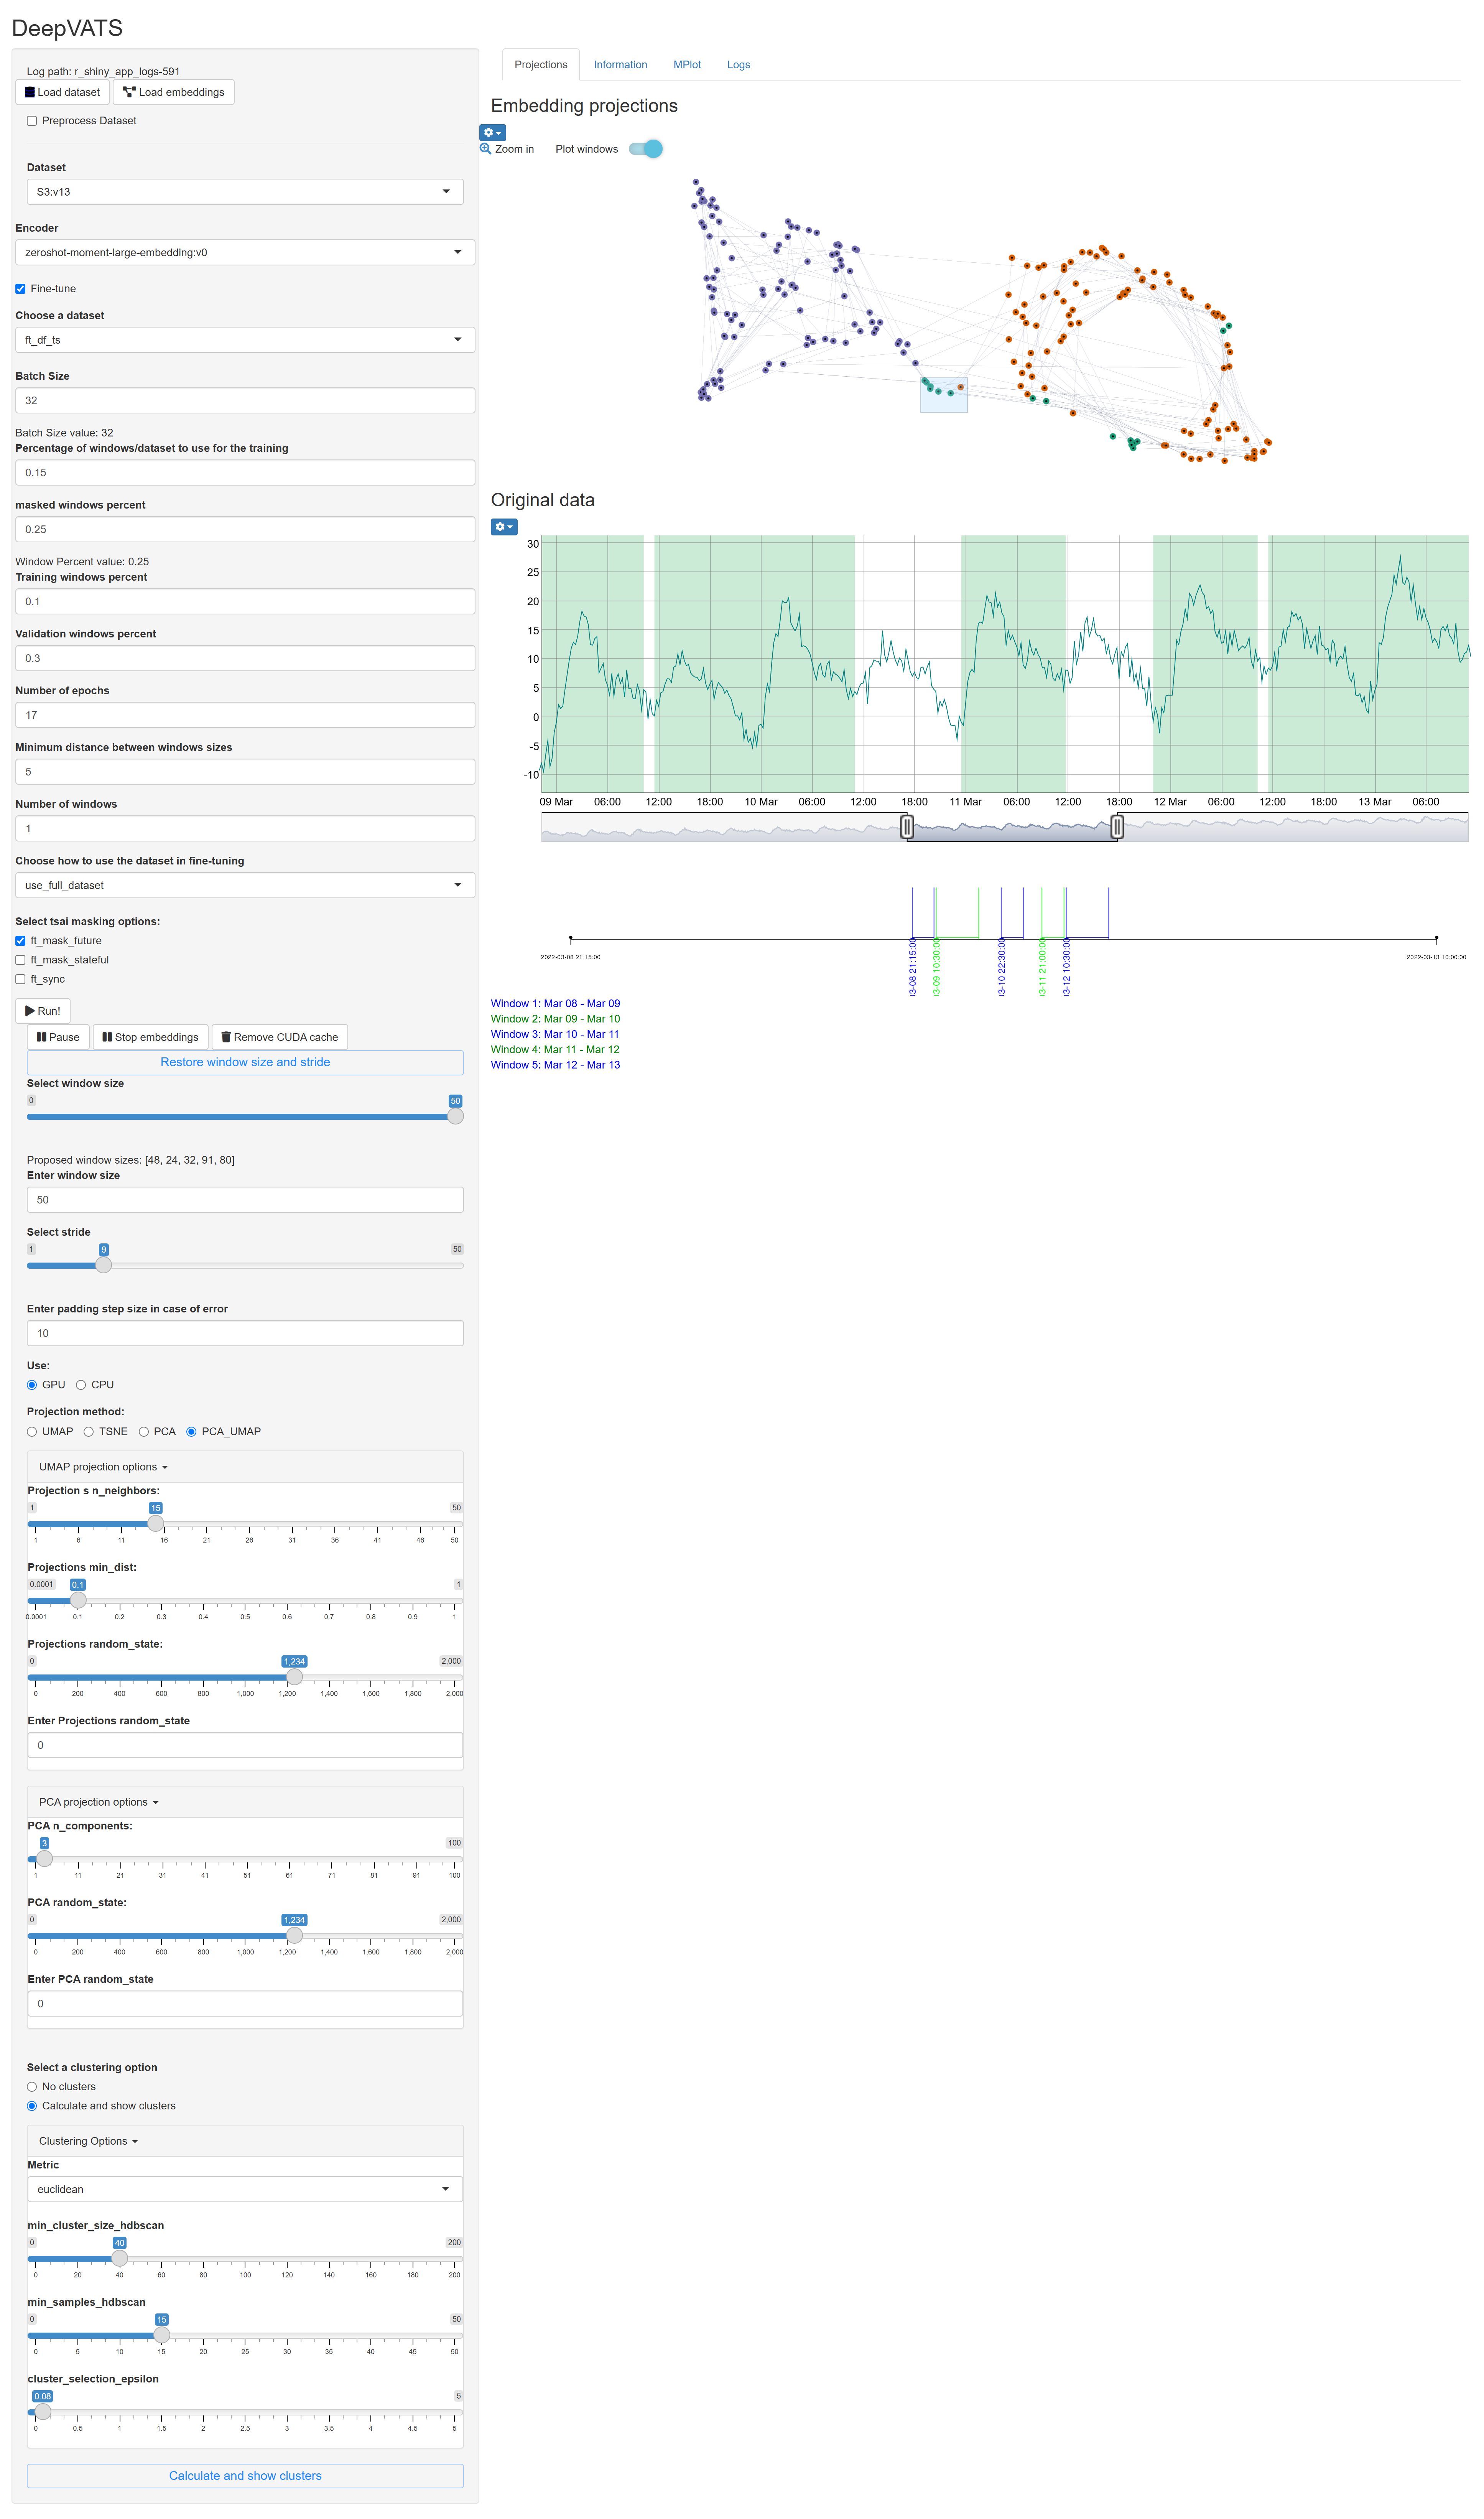 DeepVATS
Log path: r_shiny_app_logs-591
Load dataset
Load embeddings
Preprocess Dataset
Dataset
S3:v13
Encoder
zeroshot-moment-large-embedding:v0
Fine-tune
Choose a dataset
ft_df_ts
Batch Size
32
Batch Size value: 32
Percentage of windows/dataset to use for the training
0.15
masked windows percent
0.25
Window Percent value: 0.25
Training windows percent
0.1
Validation windows percent
0.3
Number of epochs
17
Minimum distance between windows sizes
5
Number of windows
1
Choose how to use the dataset in fine-tuning
use_full_dataset
Select tsai masking options:
ft_mask_future
ft_mask_stateful
ft_sync
Run!
Pause
Stop embeddings
Remove CUDA cache
Restore window size and stride
Select window size
0 50
Proposed window sizes: [48, 24, 32, 91, 80]
Enter window size
50
Select stride
1 9 50
Enter padding step size in case of error
10
Use:
GPU CPU
Projection method:
UMAP TSNE PCA PCA_UMAP
UMAP projection options
Projection s n_neighbors:
1 15 50
1 6 11 16 21 26 31 36 41 46 50
Projections min_dist:
0.0001 0.1 1
0.0001 0.1 0.2 0.3 0.4 0.5 0.6 0.7 0.8 0.9 1
Projections random_state:
0 1,234 2,000
0 200 400 600 800 1,000 1,200 1,400 1,600 1,800 2,000
Enter Projections random_state
0
PCA projection options
PCA n_components:
3 100
1 11 21 31 41 51 61 71 81 91 100
PCA random_state:
0 1,234 2,000
0 200 400 600 800 1,000 1,200 1,400 1,600 1,800 2,000
Enter PCA random_state
0
Select a clustering option
No clusters
Calculate and show clusters
Clustering Options
Metric
euclidean
min_cluster_size_hdbscan
0 40 200
0 20 40 60 80 100 120 140 160 180 200
min_samples_hdbscan
0 15 50
0 5 10 15 20 25 30 35 40 45 50
cluster_selection_epsilon
0.08 5
0 0.5 1 1.5 2 2.5 3 3.5 4 4.5 5
Calculate and show clusters
Projections Information MPlot Logs
Embedding projections
Zoom in Plot windows
Original data
30
25
20
15
10
5
0
-5
-10
09 Mar 06:00 12:00 18:00 10 Mar 06:00 12:00 18:00 11 Mar 06:00 12:00 18:00 12 Mar 06:00 12:00 18:00 13 Mar 06:00
2022-03-08 21:15:00
3-08 21:15:00
3-09 10:30:00
3-10 22:30:00
3-11 21:00:00
3-12 10:30:00
2022-03-13 10:00:00
Window 1: Mar 08 - Mar 09
Window 2: Mar 09 - Mar 10
Window 3: Mar 10 - Mar 11
Window 4: Mar 11 - Mar 12
Window 5: Mar 12 - Mar 13